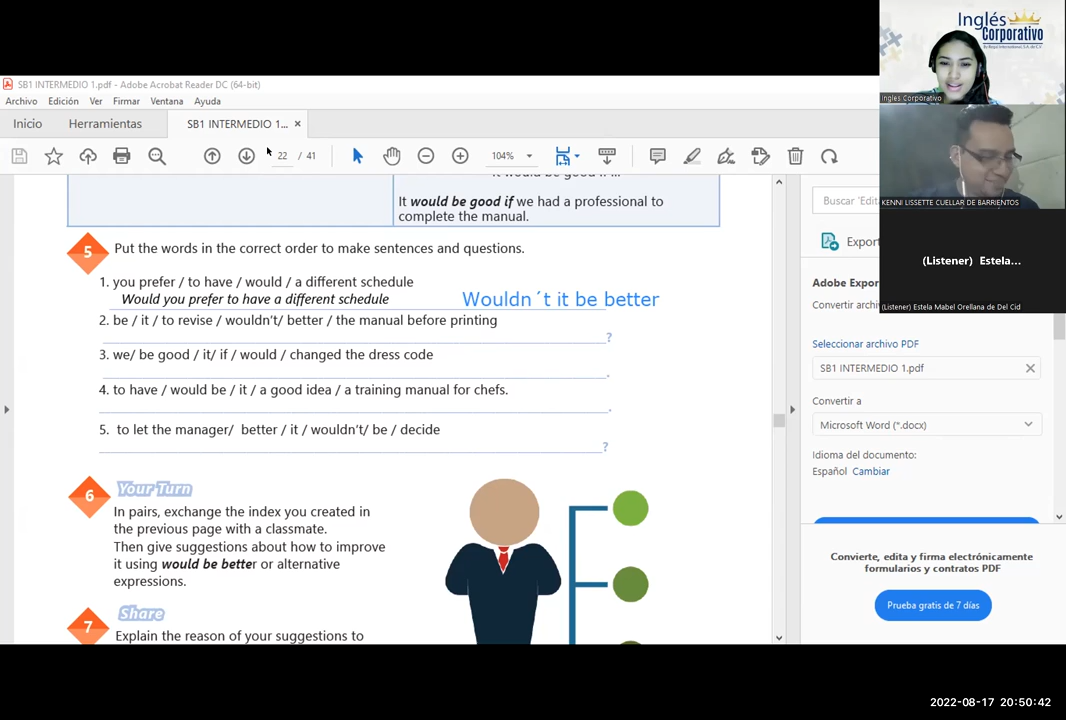 Inglés
Corporativo
By Regal International, S.A. de C.V.
Inglés Corporativo
KENNI LISSETTE CUELLAR DE BARRIENTOS
(Listener) Estela...
(Listener) Estela Mabel Orellana de Del Cid
SB1 INTERMEDIO 1.pdf - Adobe Acrobat Reader DC (64-bit)
Archivo Edición Ver Firmar Ventana Ayuda
Inicio Herramientas SB1 INTERMEDIO 1... ×
22 / 41 104%
It would be good if we had a professional to
complete the manual.
5 Put the words in the correct order to make sentences and questions.
1. you prefer / to have / would / a different schedule
Would you prefer to have a different schedule Wouldn´t it be better
2. be / it / to revise / wouldn't/ better / the manual before printing
?
3. we/ be good / it/ if / would / changed the dress code
.
4. to have / would be / it / a good idea / a training manual for chefs.
.
5. to let the manager/ better / it / wouldn't/ be / decide
?
6 Your Turn
In pairs, exchange the index you created in
the previous page with a classmate.
Then give suggestions about how to improve
it using would be better or alternative
expressions.
7 Share
Explain the reason of your suggestions to
Buscar 'Edit
Export
Adobe Expor
Convertir archiv
Seleccionar archivo PDF
SB1 INTERMEDIO 1.pdf
Convertir a
Microsoft Word (*.docx)
Idioma del documento:
Español Cambiar
Convierte, edita y firma electrónicamente
formularios y contratos PDF
Prueba gratis de 7 días
2022-08-17 20:50:42